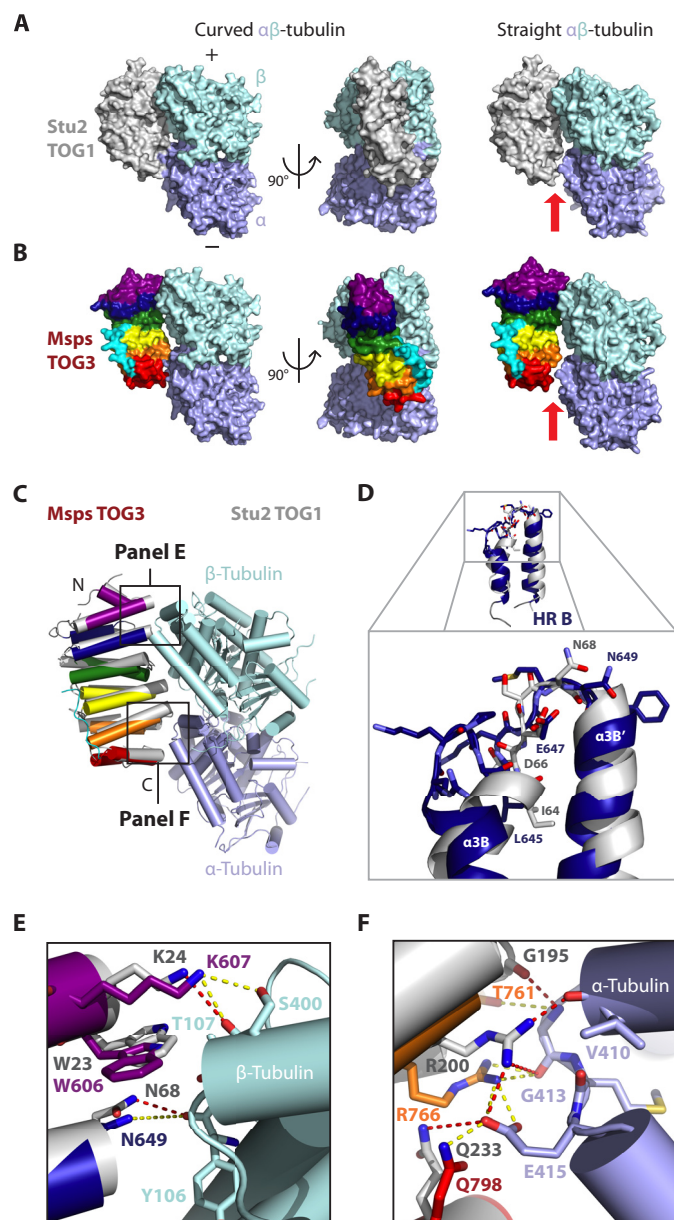 A
Curved αβ-tubulin
Straight αβ-tubulin
+
β
Stu2
TOG1
90°
α
−
B
Msps
TOG3
90°
C
Msps TOG3
Stu2 TOG1
Panel E
β-Tubulin
N
C
Panel F
α-Tubulin
D
HR B
N68
N649
α3B'
E647
D66
I64
α3B
L645
E
K24
K607
S400
T107
W23
W606
β-Tubulin
N68
N649
Y106
F
G195
α-Tubulin
T761
V410
R200
G413
R766
Q233
E415
Q798